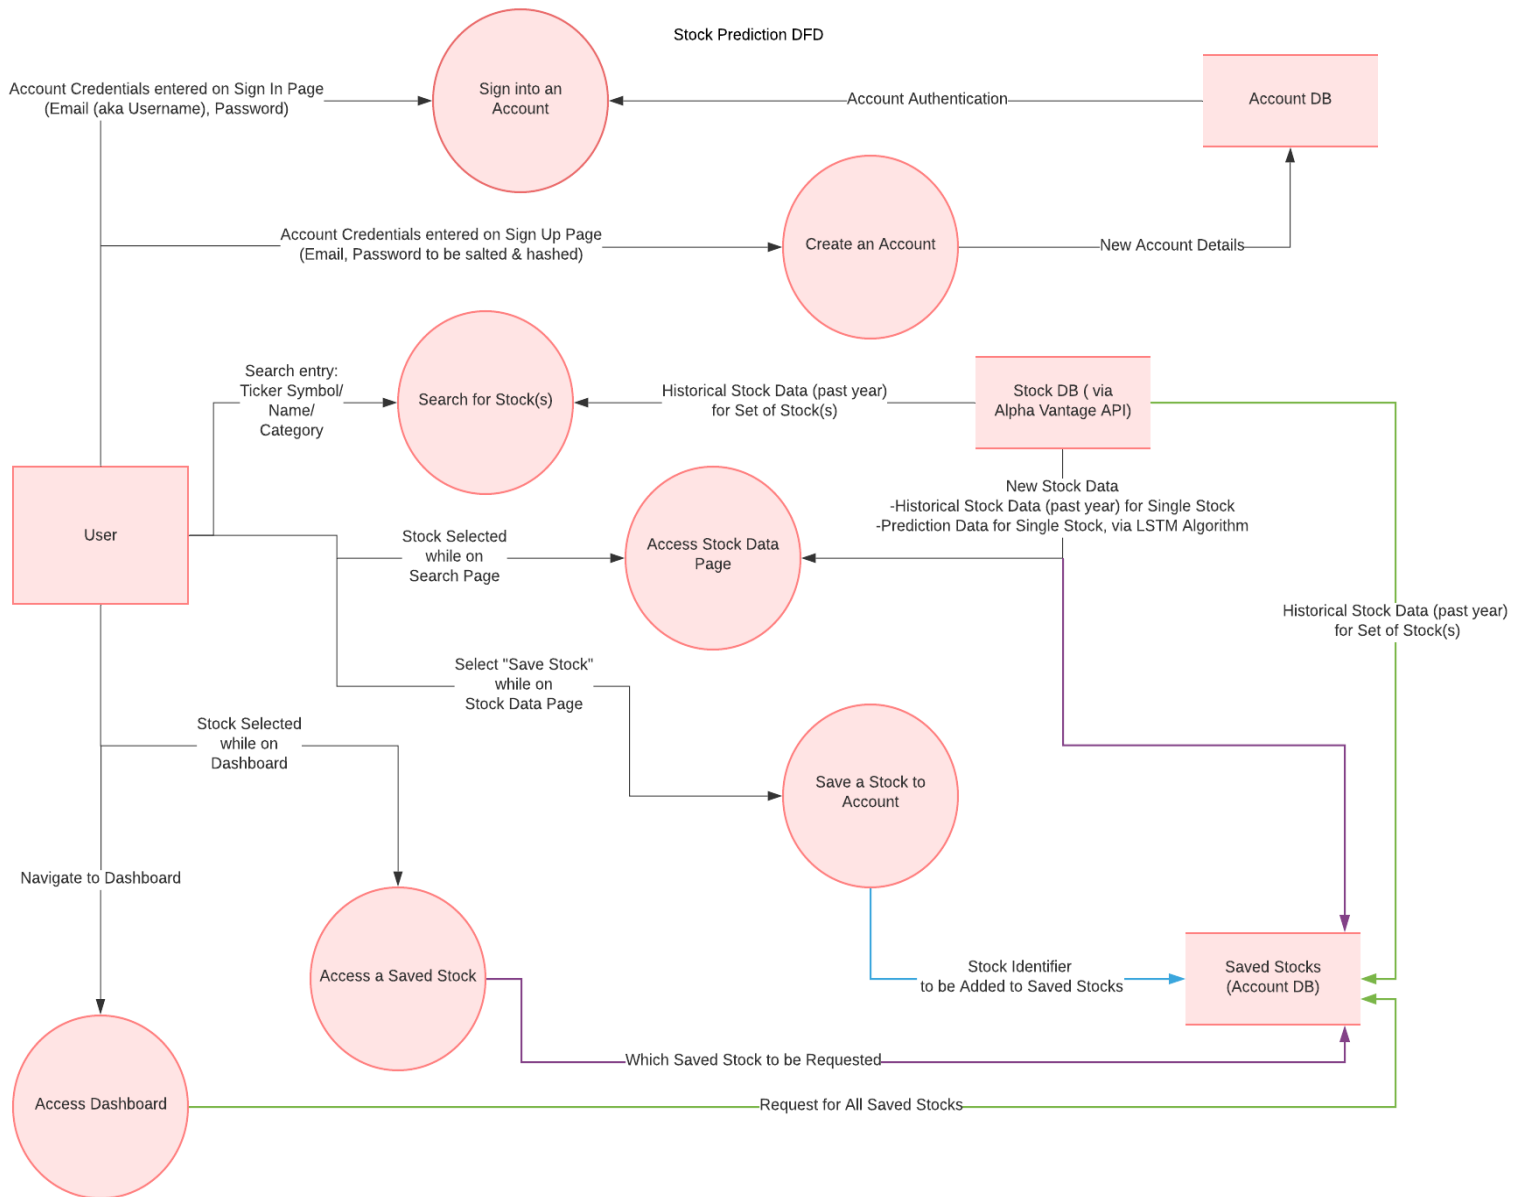 Stock Prediction DFD
Account Credentials entered on Sign In Page
(Email (aka Username), Password)
Sign into an
Account
Account Authentication
Account DB
Account Credentials entered on Sign Up Page
(Email, Password to be salted & hashed)
Create an Account
New Account Details
Search entry:
Ticker Symbol/
Name/
Category
Search for Stock(s)
Historical Stock Data (past year)
for Set of Stock(s)
Stock DB ( via
Alpha Vantage API)
New Stock Data
-Historical Stock Data (past year) for Single Stock
-Prediction Data for Single Stock, via LSTM Algorithm
User
Stock Selected
while on
Search Page
Access Stock Data
Page
Historical Stock Data (past year)
for Set of Stock(s)
Select "Save Stock"
while on
Stock Data Page
Stock Selected
while on
Dashboard
Save a Stock to
Account
Navigate to Dashboard
Access a Saved Stock
Stock Identifier
to be Added to Saved Stocks
Saved Stocks
(Account DB)
Which Saved Stock to be Requested
Access Dashboard
Request for All Saved Stocks